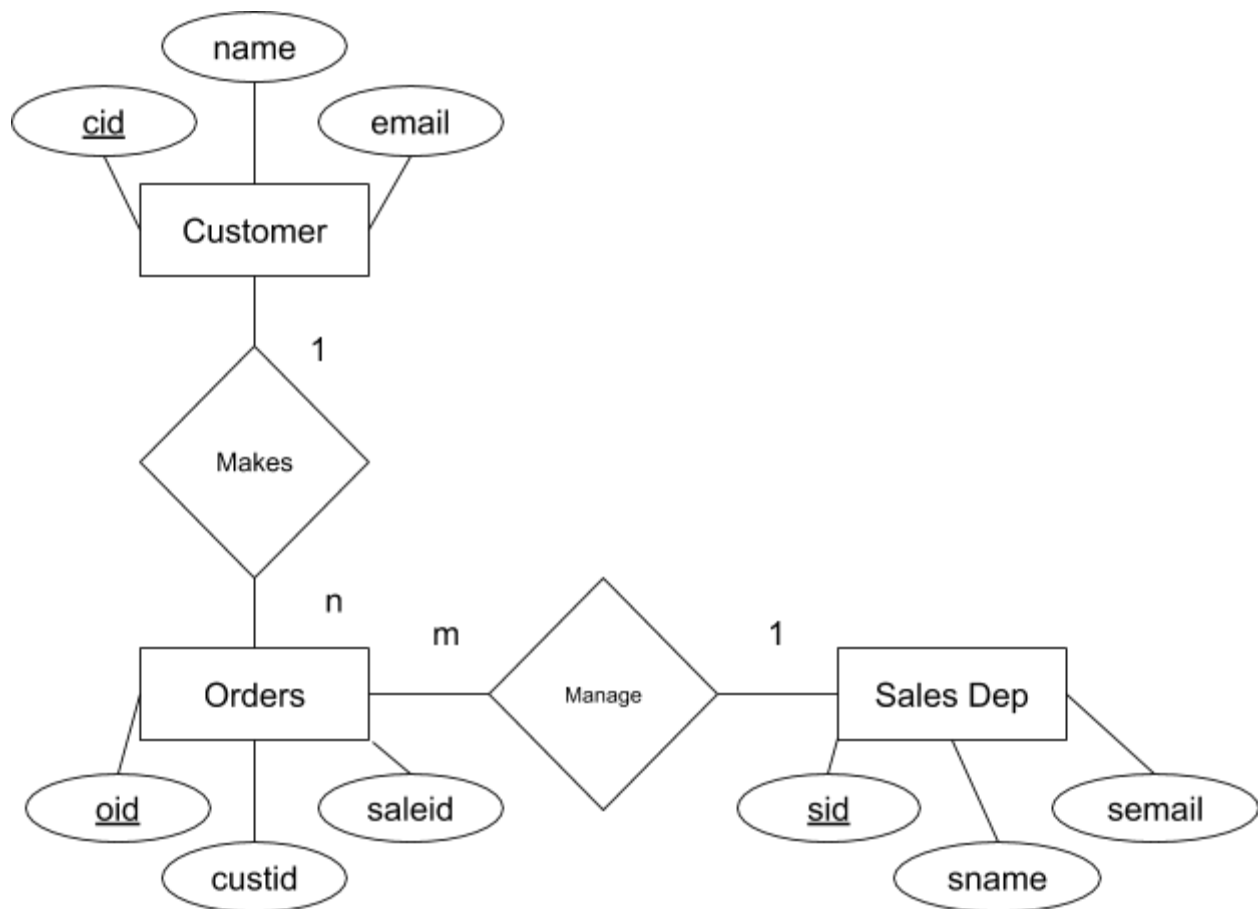 name
cid
email
Customer
1
Makes
n
m
1
Orders
Manage
Sales Dep
oid
saleid
sid
semail
custid
sname